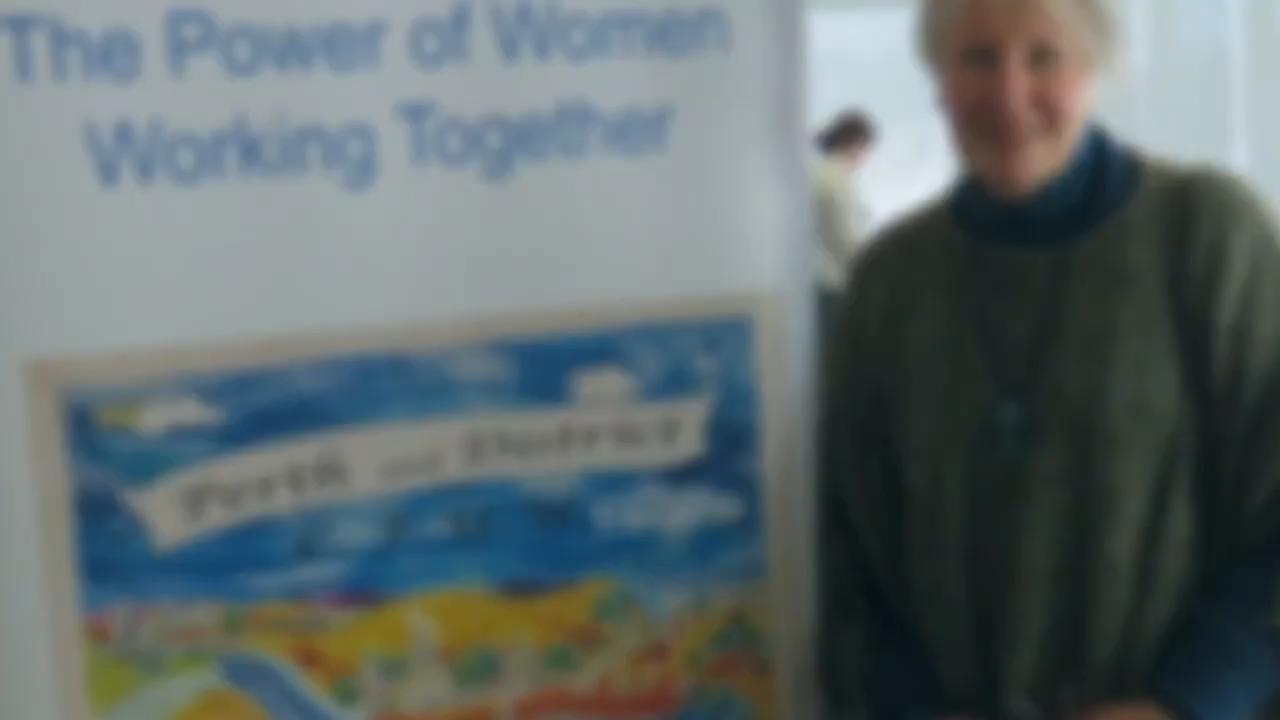 The Power of Women
Working Together
Perth and District